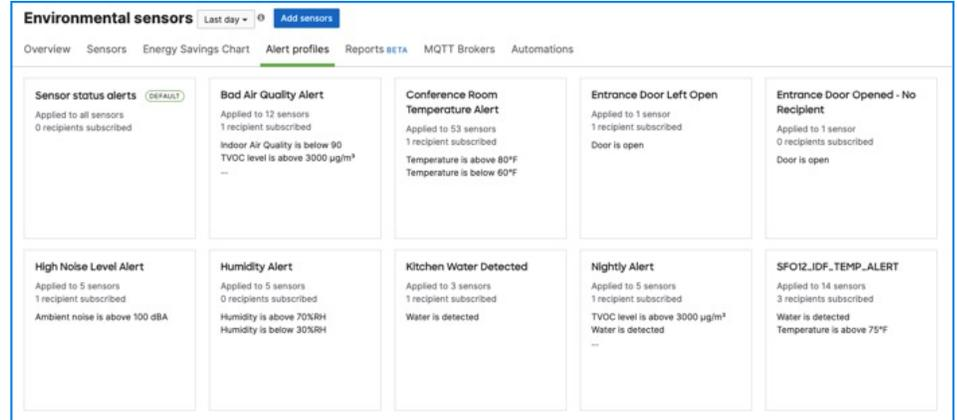 Environmental sensors Last day Add sensors
Overview Sensors Energy Savings Chart Alert profiles Reports BETA MQTT Brokers Automations
Sensor status alerts DEFAULT
Applied to all sensors
0 recipients subscribed
Bad Air Quality Alert
Applied to 12 sensors
1 recipient subscribed
Indoor Air Quality is below 90
TVOC level is above 3000 µg/m³
...
Conference Room
Temperature Alert
Applied to 53 sensors
1 recipient subscribed
Temperature is above 80°F
Temperature is below 60°F
Entrance Door Left Open
Applied to 1 sensor
1 recipient subscribed
Door is open
Entrance Door Opened - No
Recipient
Applied to 1 sensor
0 recipients subscribed
Door is open
High Noise Level Alert
Applied to 5 sensors
1 recipient subscribed
Ambient noise is above 100 dBA
Humidity Alert
Applied to 5 sensors
0 recipients subscribed
Humidity is above 70%RH
Humidity is below 30%RH
Kitchen Water Detected
Applied to 3 sensors
1 recipient subscribed
Water is detected
Nightly Alert
Applied to 5 sensors
1 recipient subscribed
TVOC level is above 3000 µg/m³
Water is detected
...
SFO12_IDF_TEMP_ALERT
Applied to 14 sensors
3 recipients subscribed
Water is detected
Temperature is above 75°F